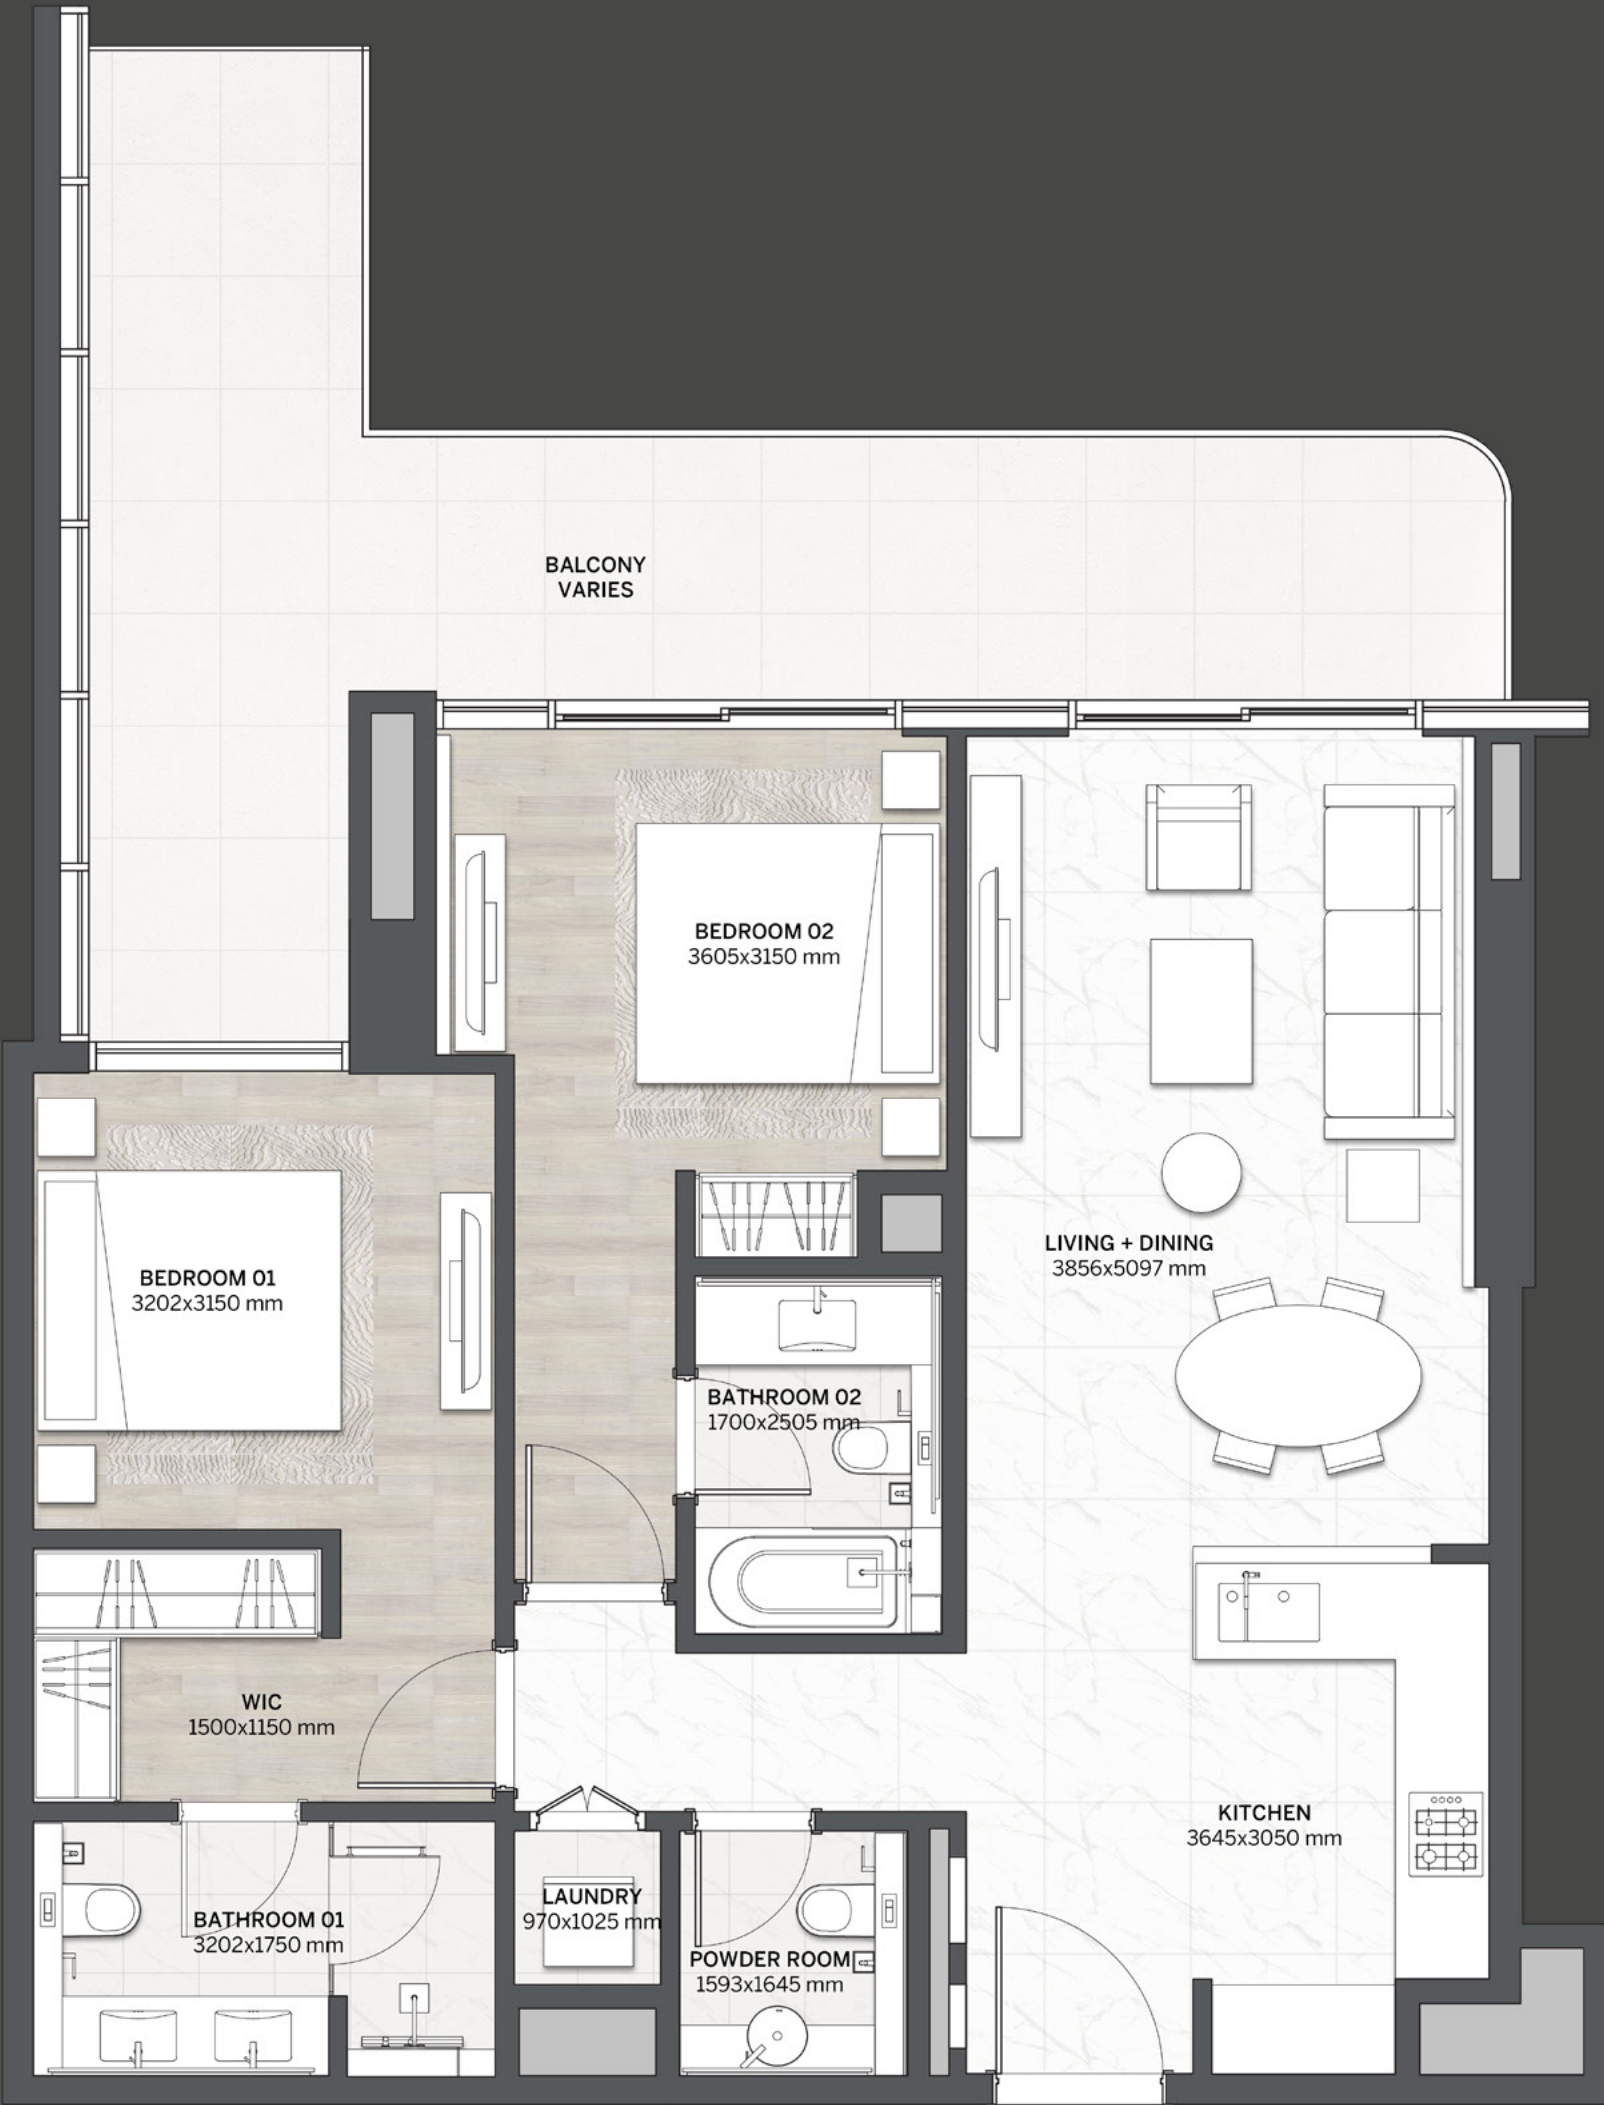 BALCONY
VARIES
BEDROOM 02
3605x3150 mm
LIVING + DINING
3856x5097 mm
BEDROOM 01
3202x3150 mm
BATHROOM 02
1700x2505 mm
WIC
1500x1150 mm
KITCHEN
3645x3050 mm
LAUNDRY
970x1025 mm
BATHROOM 01
3202x1750 mm
POWDER ROOM
1593x1645 mm